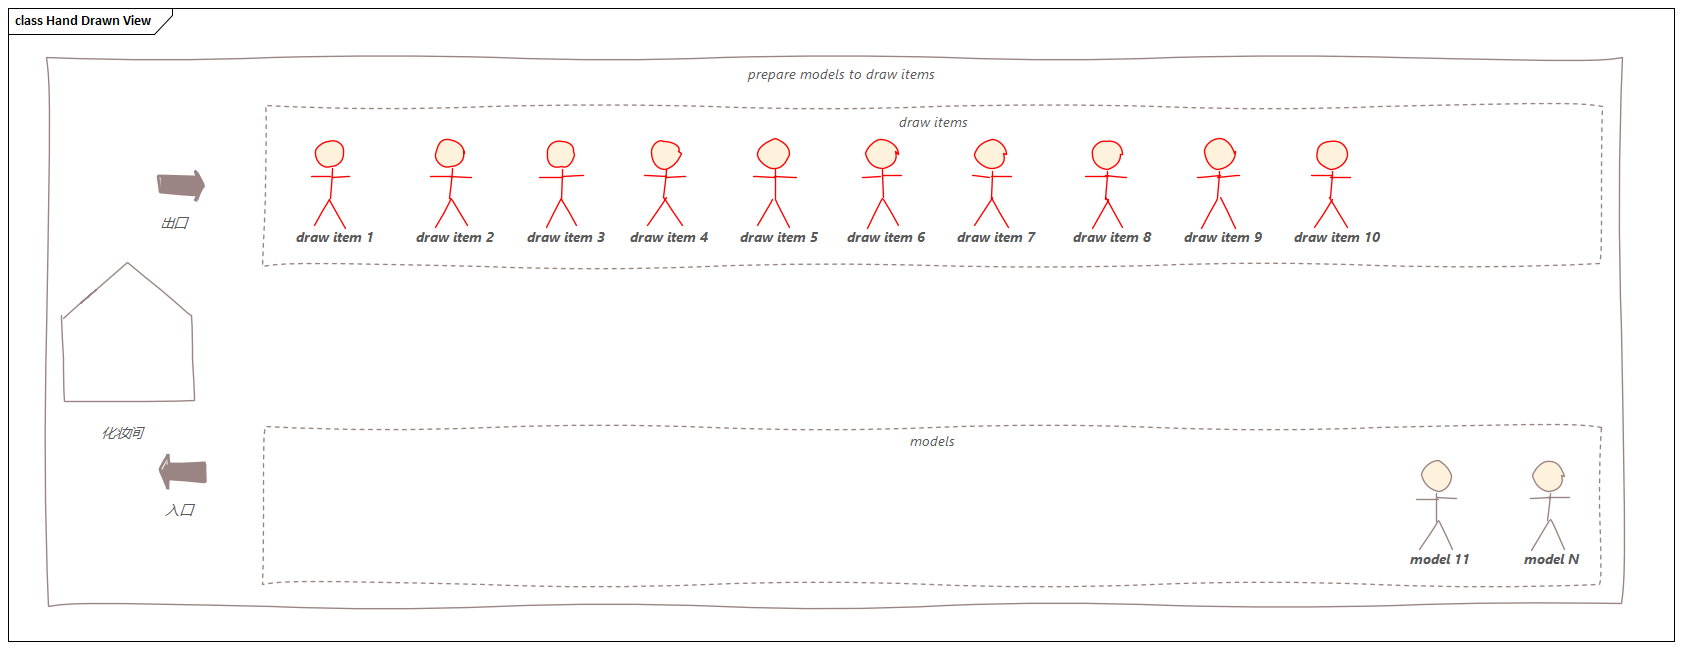 class Hand Drawn View
prepare models to draw items
draw items
出口
draw item 1
draw item 2
draw item 3
draw item 4
draw item 5
draw item 6
draw item 7
draw item 8
draw item 9
draw item 10
化妆间
models
入口
model 11
model N